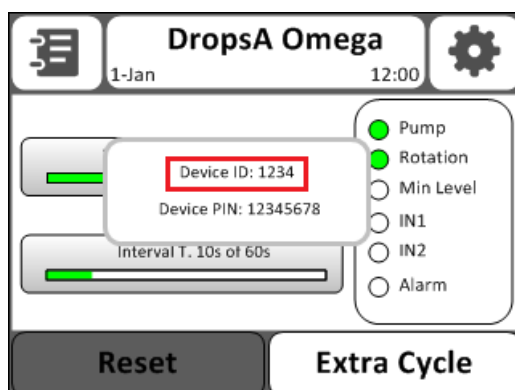 DropsA Omega
1-Jan 12:00
Device ID: 1234
Device PIN: 12345678
Interval T. 10s of 60s
Pump
Rotation
Min Level
IN1
IN2
Alarm
Reset
Extra Cycle